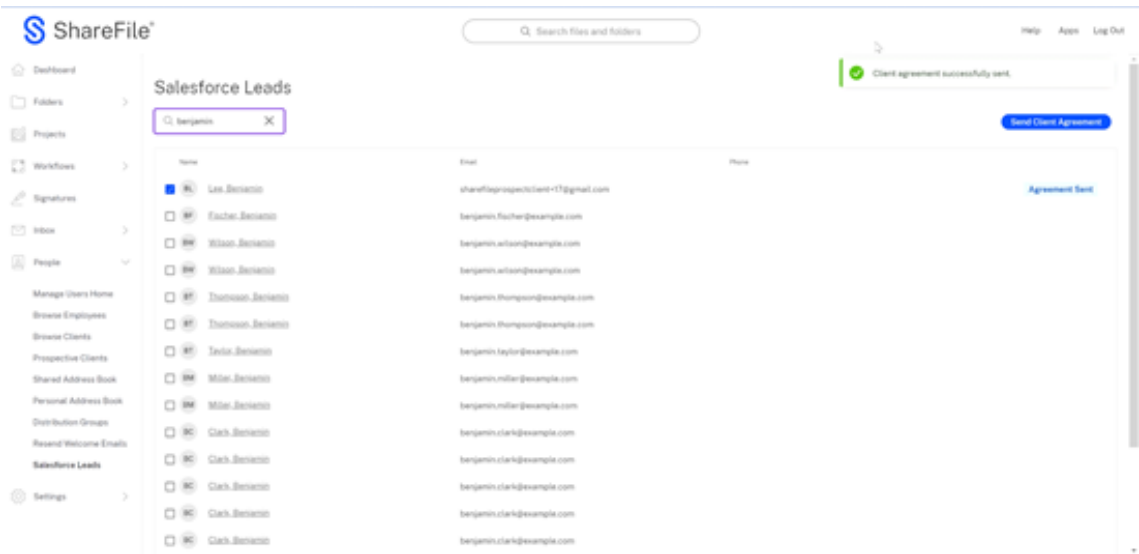 ShareFile®
Search files and folders
Help Apps Log Out
Dashboard
Folders
Projects
Workflows
Signatures
Inbox
People
Manage Users Home
Browse Employees
Browse Clients
Prospective Clients
Shared Address Book
Personal Address Book
Distribution Groups
Resend Welcome Emails
Salesforce Leads
Settings
Client agreement successfully sent.
Salesforce Leads
benjamin
Send Client Agreement
Name Email Phone
BL Lee, Benjamin sharefileprospectclient+17@gmail.com Agreement Sent
BF Fischer, Benjamin benjamin.fischer@example.com
BW Wilson, Benjamin benjamin.wilson@example.com
BW Wilson, Benjamin benjamin.wilson@example.com
BT Thompson, Benjamin benjamin.thompson@example.com
BT Thompson, Benjamin benjamin.thompson@example.com
BT Taylor, Benjamin benjamin.taylor@example.com
BM Miller, Benjamin benjamin.miller@example.com
BM Miller, Benjamin benjamin.miller@example.com
BC Clark, Benjamin benjamin.clark@example.com
BC Clark, Benjamin benjamin.clark@example.com
BC Clark, Benjamin benjamin.clark@example.com
BC Clark, Benjamin benjamin.clark@example.com
BC Clark, Benjamin benjamin.clark@example.com